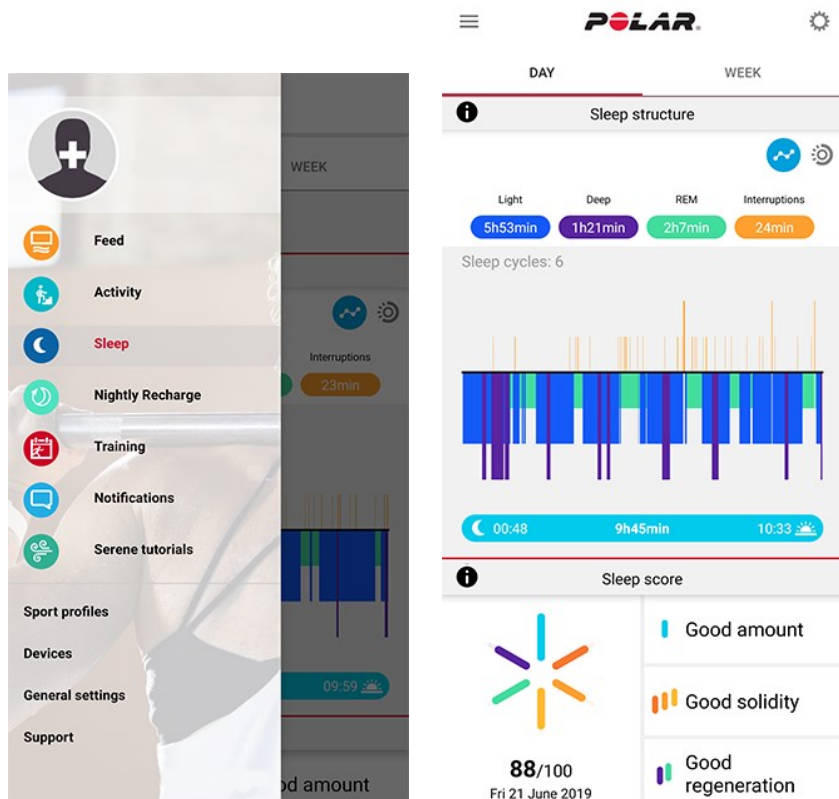 WEEK
Feed
Activity
Sleep
Interruptions
23min
Nightly Recharge
Training
Notifications
Serene tutorials
Sport profiles
Devices
09:59
General settings
Support
od amount
POLAR.
DAY WEEK
Sleep structure
Light Deep REM Interruptions
5h53min 1h21min 2h7min 24min
Sleep cycles: 6
00:48 9h45min 10:33
Sleep score
Good amount
Good solidity
Good
regeneration
88/100
Fri 21 June 2019